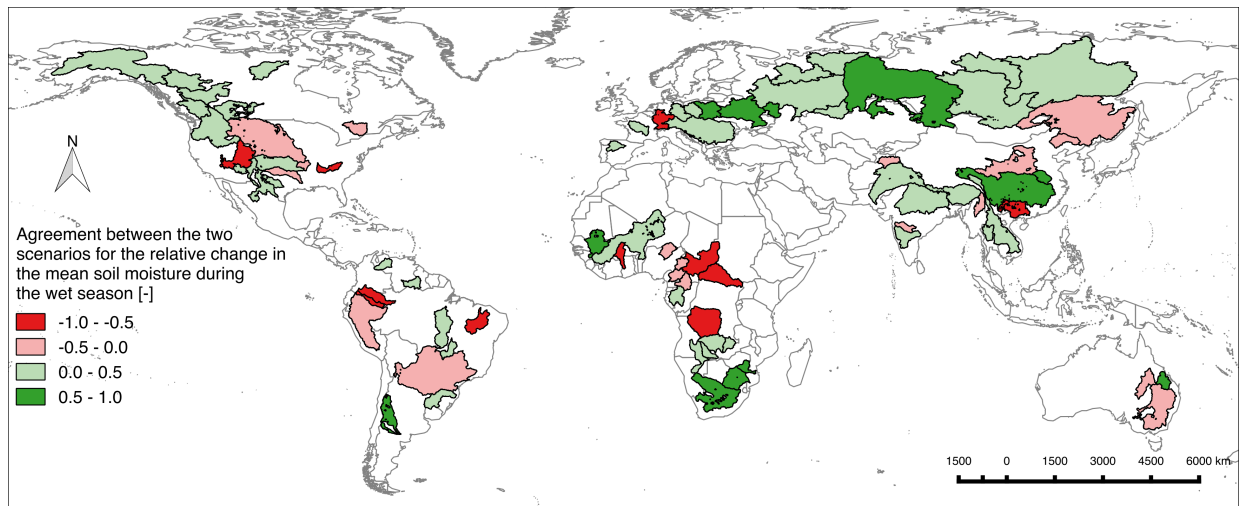 N
Agreement between the two
scenarios for the relative change in
the mean soil moisture during
the wet season [-]
-1.0 - -0.5
-0.5 - 0.0
0.0 - 0.5
0.5 - 1.0
1500 0 1500 3000 4500 6000 km